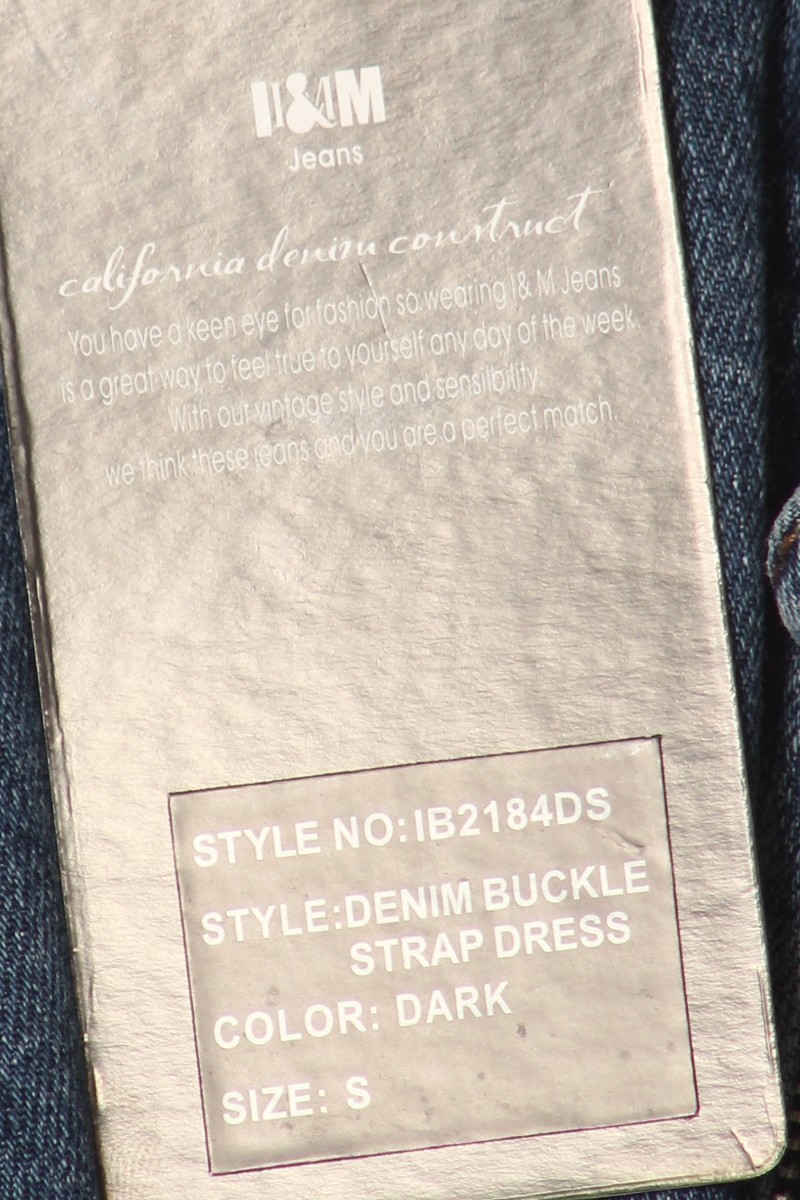 I&M
Jeans
california denim construct
You have a keen eye for fashion so wearing I& M Jeans
is a great way to feel true to yourself any day of the week.
With our vintage style and sensilbility
we think these jeans and you are a perfect match.
STYLE NO:IB2184DS
STYLE:DENIM BUCKLE
STRAP DRESS
COLOR: DARK
SIZE: S